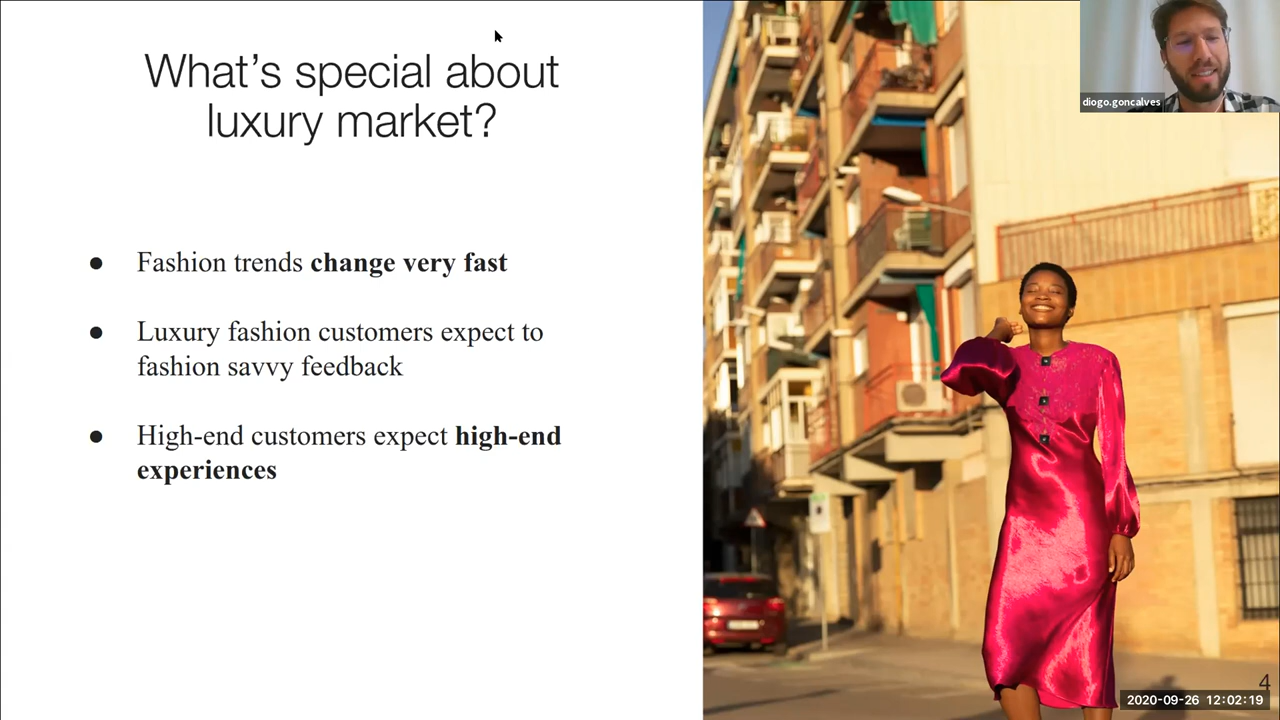 What's special about
luxury market?
● Fashion trends change very fast
● Luxury fashion customers expect to
fashion savvy feedback
● High-end customers expect high-end
experiences
diogo.goncalves
4
2020-09-26 12:02:19